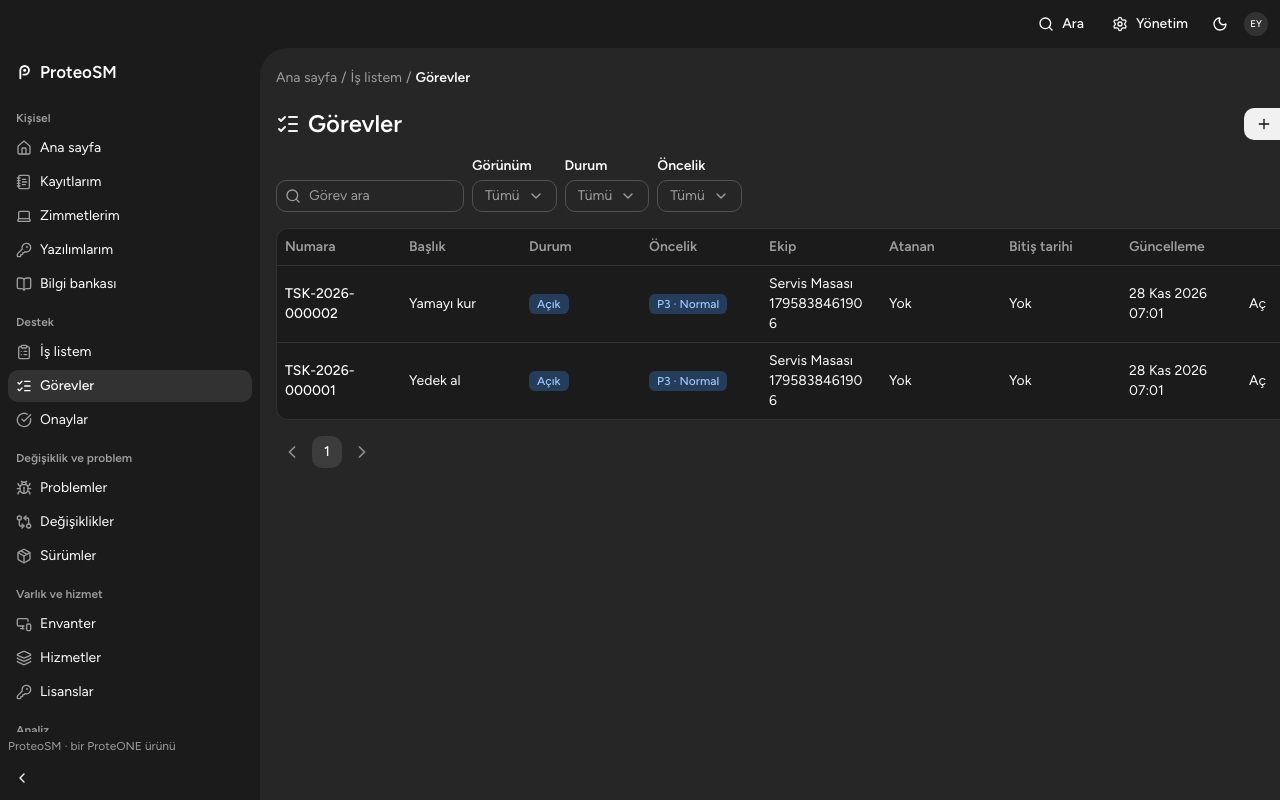 Ara
Yönetim
EY
ProteoSM
Kişisel
Ana sayfa
Kayıtlarım
Zimmetlerim
Yazılımlarım
Bilgi bankası
Destek
İş listem
Görevler
Onaylar
Değişiklik ve problem
Problemler
Değişiklikler
Sürümler
Varlık ve hizmet
Envanter
Hizmetler
Lisanslar
Analiz
ProteoSM · bir ProteONE ürünü
Ana sayfa / İş listem / Görevler
Görevler
Görünüm Durum Öncelik
Görev ara Tümü Tümü Tümü
Numara Başlık Durum Öncelik Ekip Atanan Bitiş tarihi Güncelleme
TSK-2026-
000002
Yamayı kur
Açık
P3 · Normal
Servis Masası
179583846190
6
Yok
Yok
28 Kas 2026
07:01
Aç
TSK-2026-
000001
Yedek al
Açık
P3 · Normal
Servis Masası
179583846190
6
Yok
Yok
28 Kas 2026
07:01
Aç
1